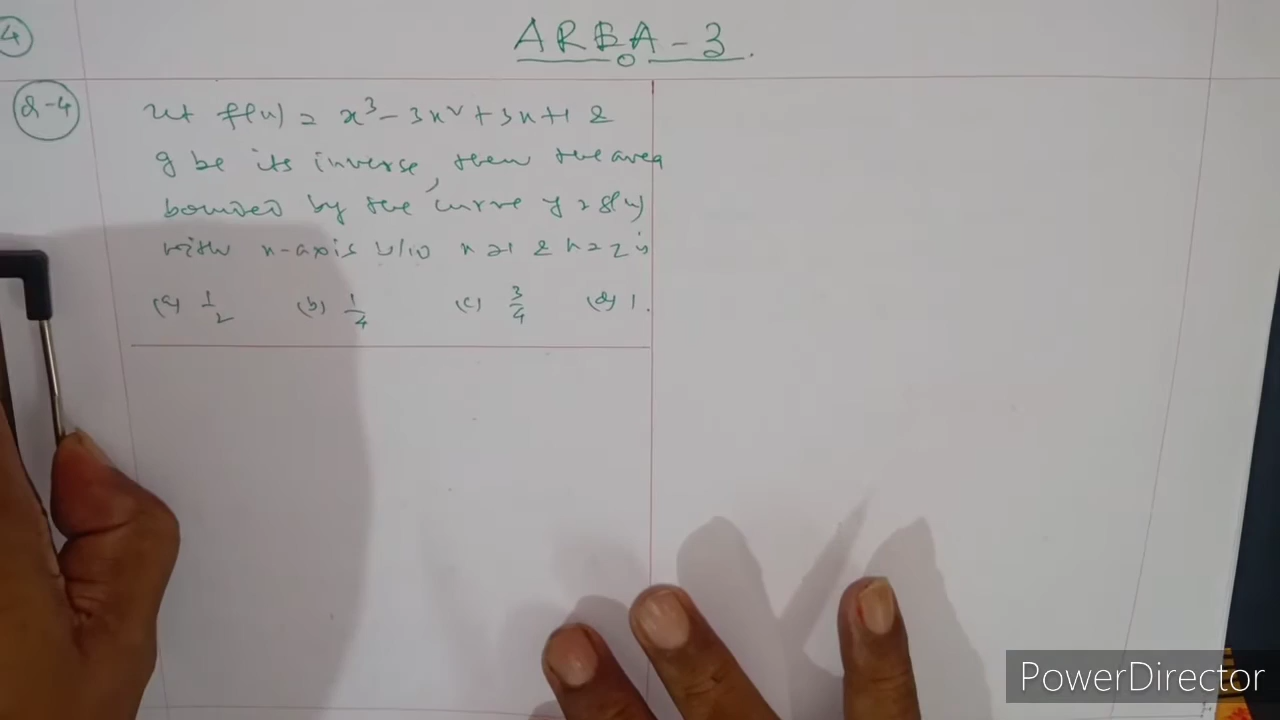 4
AREA-3.
Q-4
Let f(x) = x³ - 3x² + 3x + 1 &
g be its inverse, then the area
bounded by the curve y = g(x)
with x-axis b/w x = 1 & x = 2 is
(a) 1/2 (b) 1/4 (c) 3/4 (d) 1.
PowerDirector